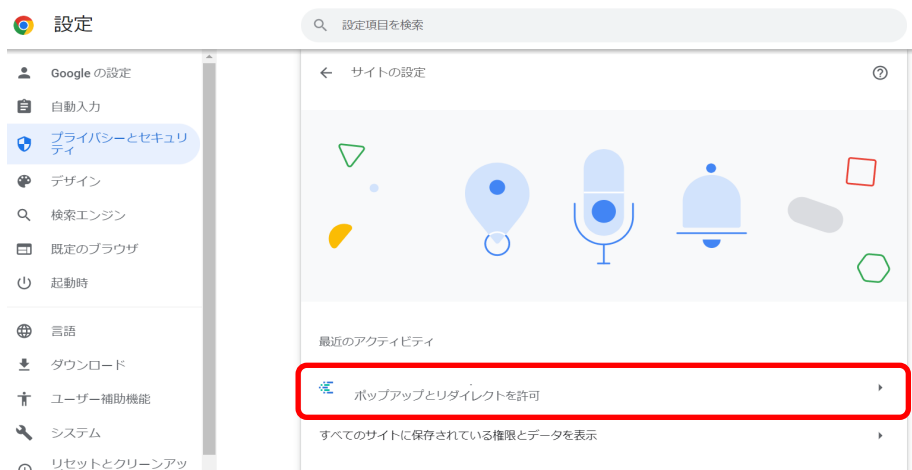 設定
設定項目を検索
Google の設定
自動入力
プライバシーとセキュリ
ティ
デザイン
検索エンジン
既定のブラウザ
起動時
言語
ダウンロード
ユーザー補助機能
システム
リセットとクリーンアッ
サイトの設定
最近のアクティビティ
ポップアップとリダイレクトを許可
すべてのサイトに保存されている権限とデータを表示